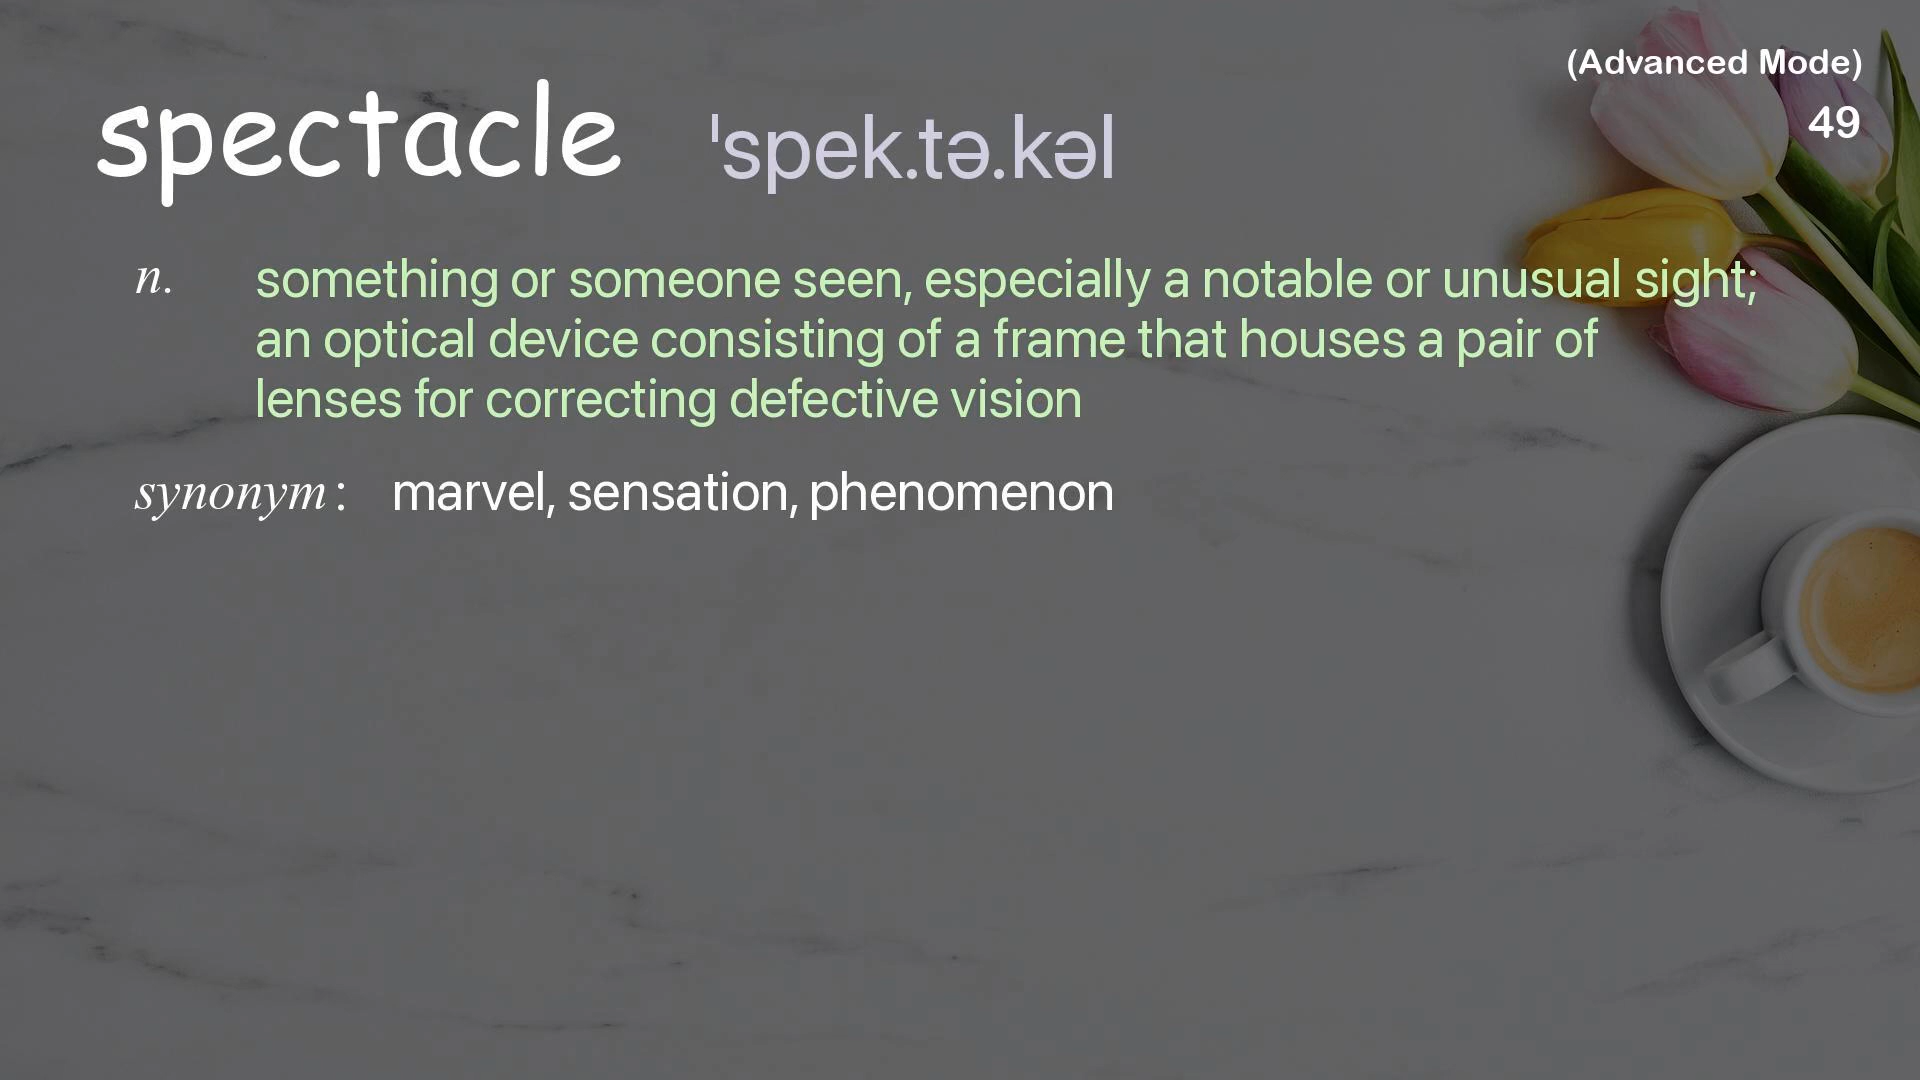 (Advanced Mode)
spectacle ˈspek.tə.kəl
49
n. something or someone seen, especially a notable or unusual sight;
an optical device consisting of a frame that houses a pair of
lenses for correcting defective vision
synonym: marvel, sensation, phenomenon